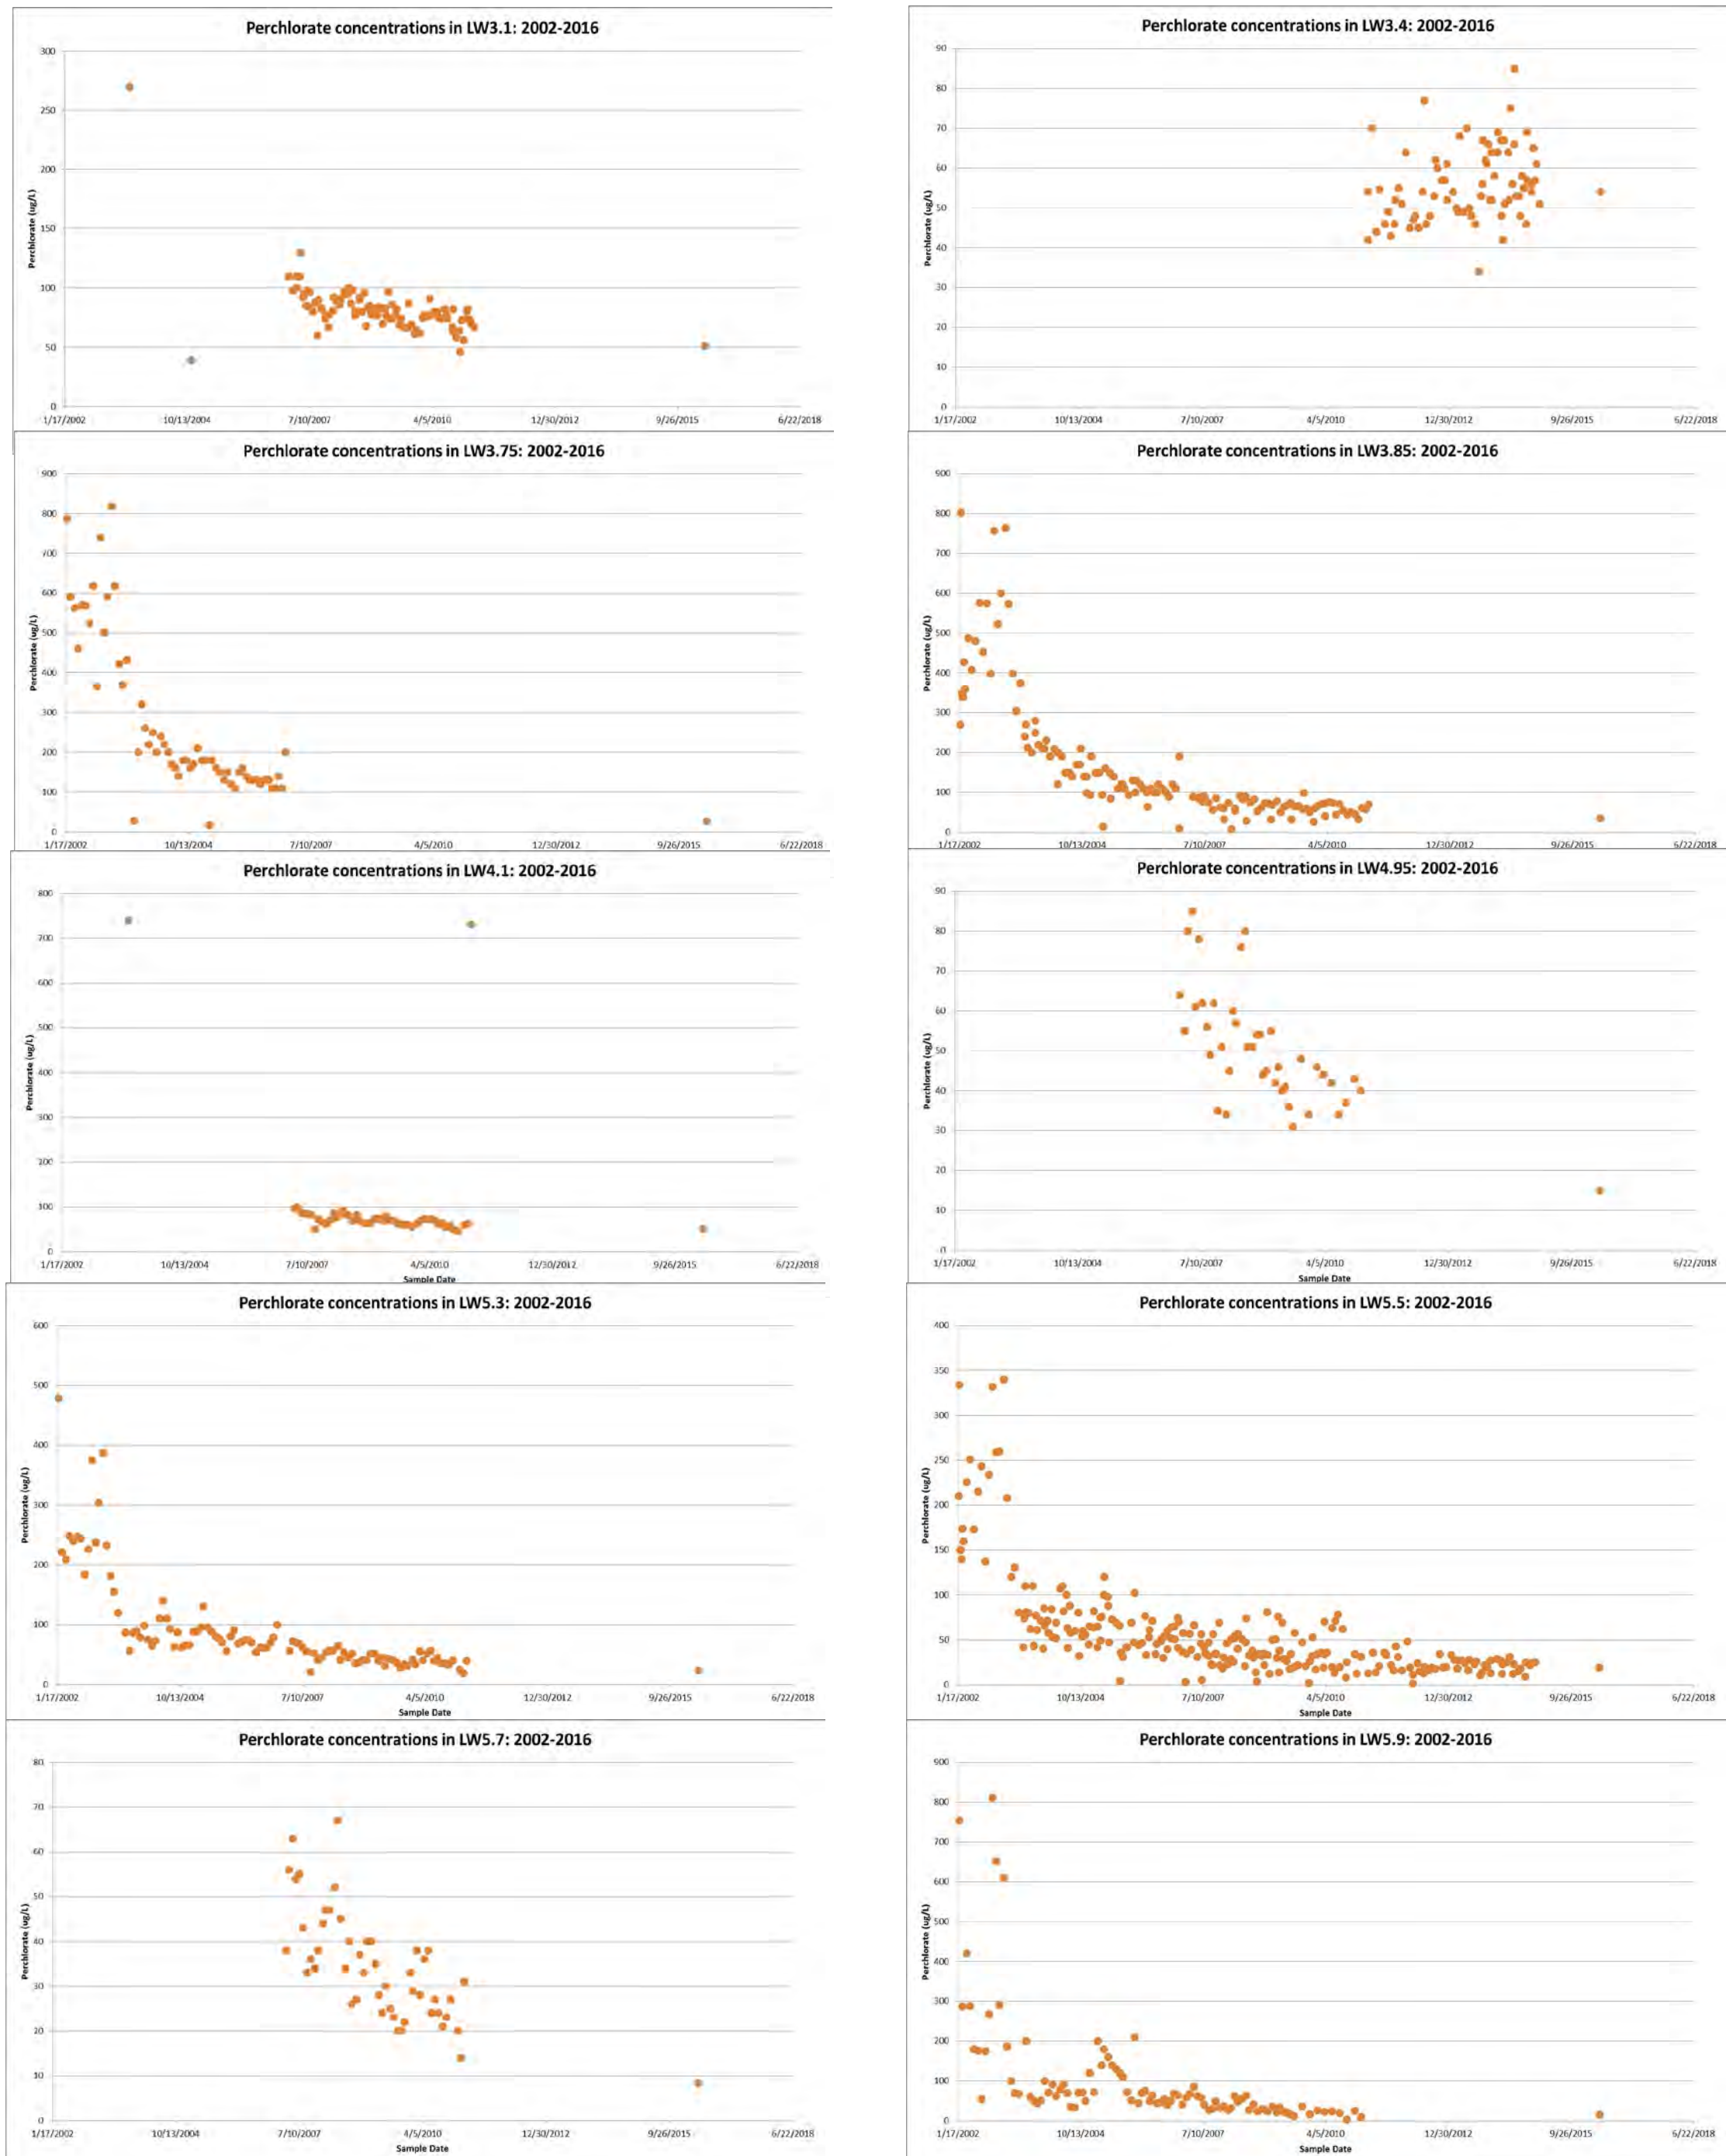 Perchlorate concentrations in LW3.1: 2002-2016
Perchlorate (ug/L)
300
250
200
150
100
50
0
1/17/2002 10/13/2004 7/10/2007 4/5/2010 12/30/2012 9/26/2015 6/22/2018
Perchlorate concentrations in LW3.4: 2002-2016
Perchlorate (ug/L)
90
80
70
60
50
40
30
20
10
0
1/17/2002 10/13/2004 7/10/2007 4/5/2010 12/30/2012 9/26/2015 6/22/2018
Perchlorate concentrations in LW3.75: 2002-2016
Perchlorate (ug/L)
900
800
700
600
500
400
300
200
100
0
1/17/2002 10/13/2004 7/10/2007 4/5/2010 12/30/2012 9/26/2015 6/22/2018
Perchlorate concentrations in LW3.85: 2002-2016
Perchlorate (ug/L)
900
800
700
600
500
400
300
200
100
0
1/17/2002 10/13/2004 7/10/2007 4/5/2010 12/30/2012 9/26/2015 6/22/2018
Perchlorate concentrations in LW4.1: 2002-2016
Perchlorate (ug/L)
800
700
600
500
400
300
200
100
0
1/17/2002 10/13/2004 7/10/2007 4/5/2010 12/30/2012 9/26/2015 6/22/2018
Sample Date
Perchlorate concentrations in LW4.95: 2002-2016
Perchlorate (ug/L)
90
80
70
60
50
40
30
20
10
0
1/17/2002 10/13/2004 7/10/2007 4/5/2010 12/30/2012 9/26/2015 6/22/2018
Sample Date
Perchlorate concentrations in LW5.3: 2002-2016
Perchlorate (ug/L)
600
500
400
300
200
100
0
1/17/2002 10/13/2004 7/10/2007 4/5/2010 12/30/2012 9/26/2015 6/22/2018
Sample Date
Perchlorate concentrations in LW5.5: 2002-2016
Perchlorate (ug/L)
400
350
300
250
200
150
100
50
0
1/17/2002 10/13/2004 7/10/2007 4/5/2010 12/30/2012 9/26/2015 6/22/2018
Sample Date
Perchlorate concentrations in LW5.7: 2002-2016
Perchlorate (ug/L)
80
70
60
50
40
30
20
10
0
1/17/2002 10/13/2004 7/10/2007 4/5/2010 12/30/2012 9/26/2015 6/22/2018
Sample Date
Perchlorate concentrations in LW5.9: 2002-2016
Perchlorate (ug/L)
900
800
700
600
500
400
300
200
100
0
1/17/2002 10/13/2004 7/10/2007 4/5/2010 12/30/2012 9/26/2015 6/22/2018
Sample Date